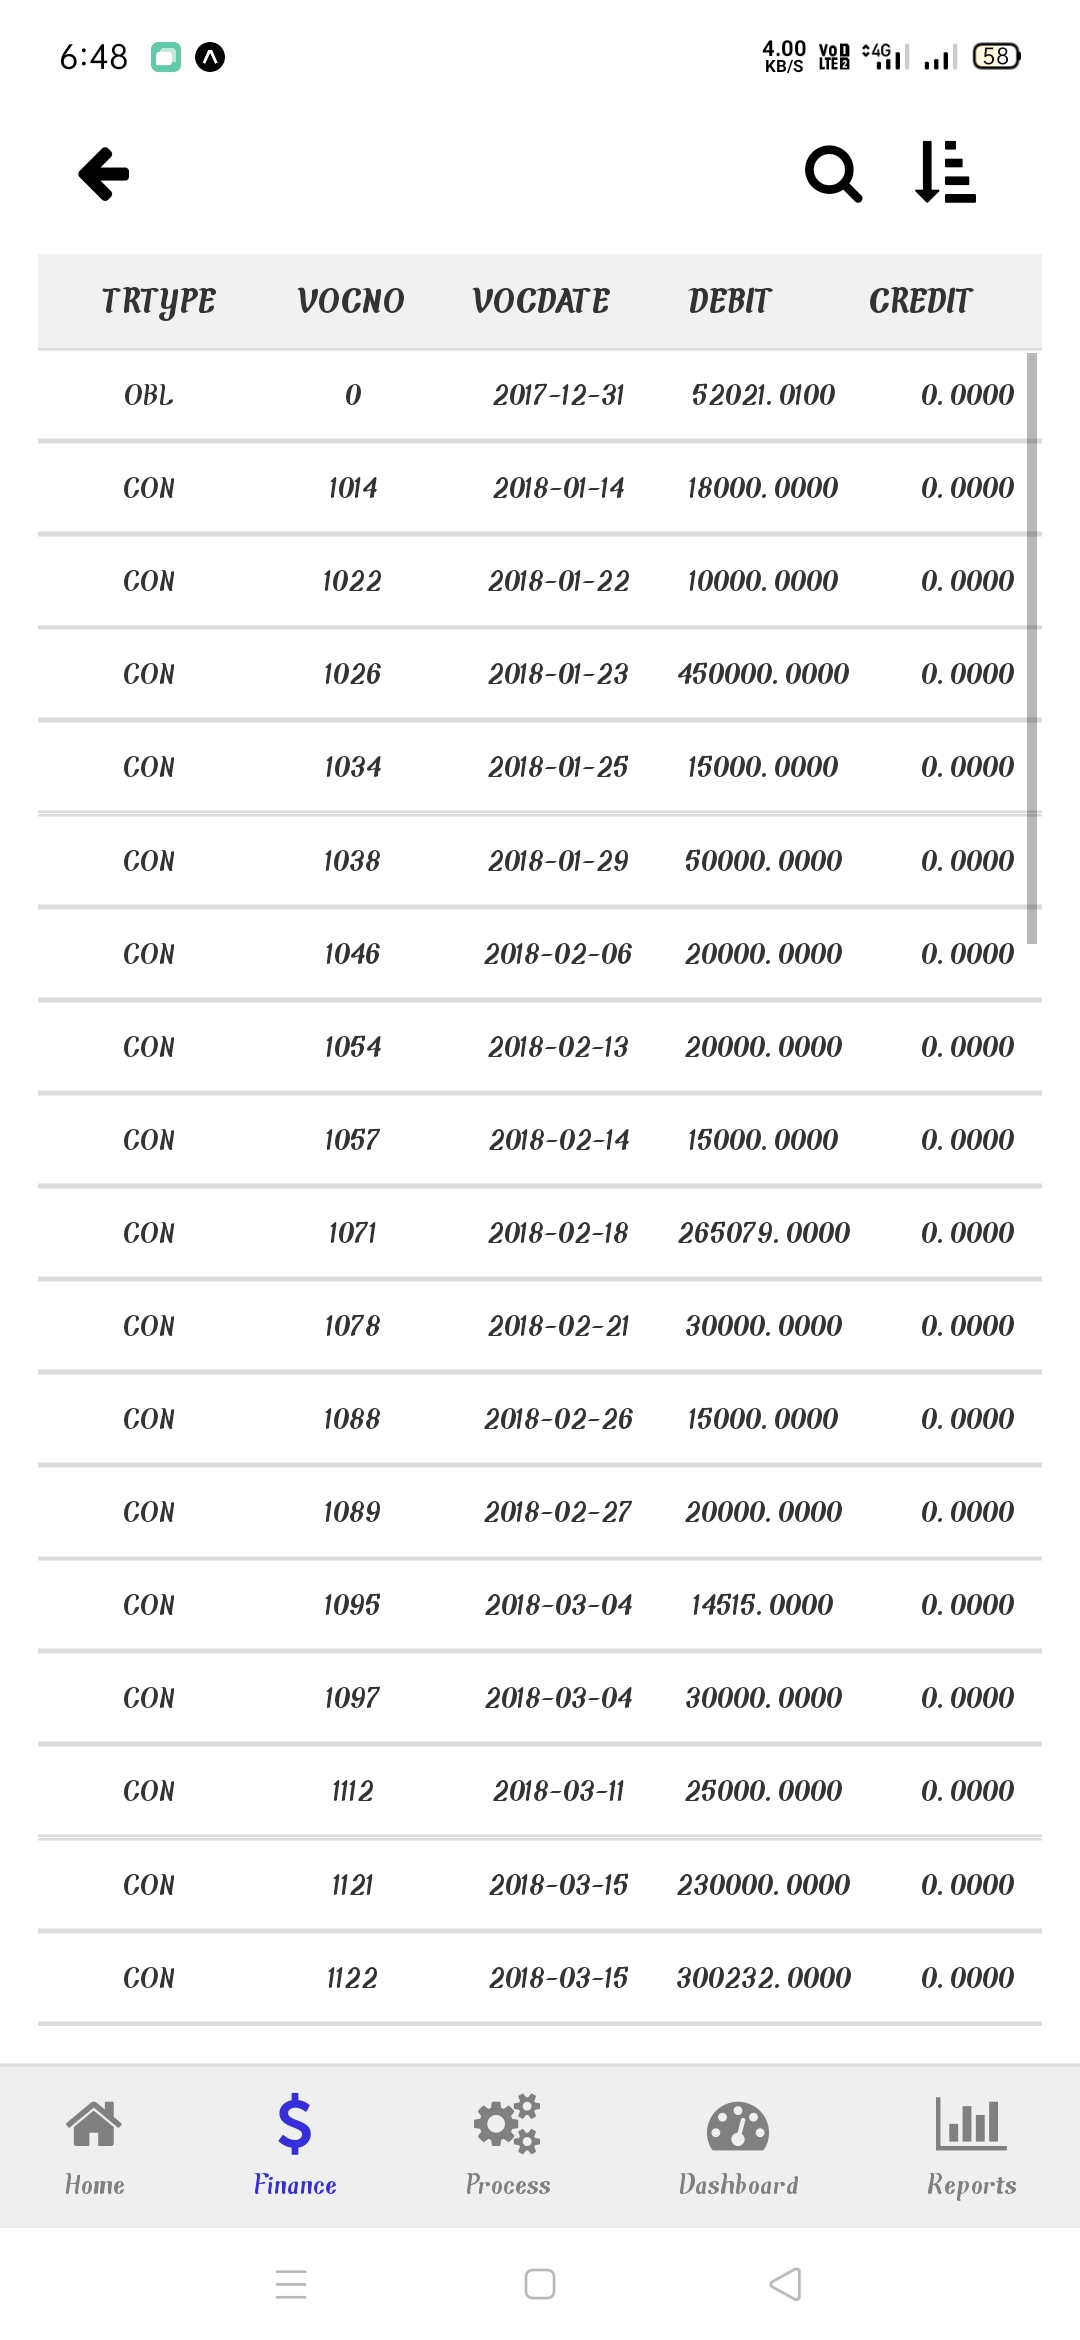 6:48 4.00 KB/S VoD LTE2 4G 58
TRTYPE VOCNO VOCDATE DEBIT CREDIT
OBL 0 2017-12-31 52021.0100 0.0000
CON 1014 2018-01-14 18000.0000 0.0000
CON 1022 2018-01-22 10000.0000 0.0000
CON 1026 2018-01-23 450000.0000 0.0000
CON 1034 2018-01-25 15000.0000 0.0000
CON 1038 2018-01-29 50000.0000 0.0000
CON 1046 2018-02-06 20000.0000 0.0000
CON 1054 2018-02-13 20000.0000 0.0000
CON 1057 2018-02-14 15000.0000 0.0000
CON 1071 2018-02-18 265079.0000 0.0000
CON 1078 2018-02-21 30000.0000 0.0000
CON 1088 2018-02-26 15000.0000 0.0000
CON 1089 2018-02-27 20000.0000 0.0000
CON 1095 2018-03-04 14515.0000 0.0000
CON 1097 2018-03-04 30000.0000 0.0000
CON 1112 2018-03-11 25000.0000 0.0000
CON 1121 2018-03-15 230000.0000 0.0000
CON 1122 2018-03-15 300232.0000 0.0000
Home Finance Process Dashboard Reports